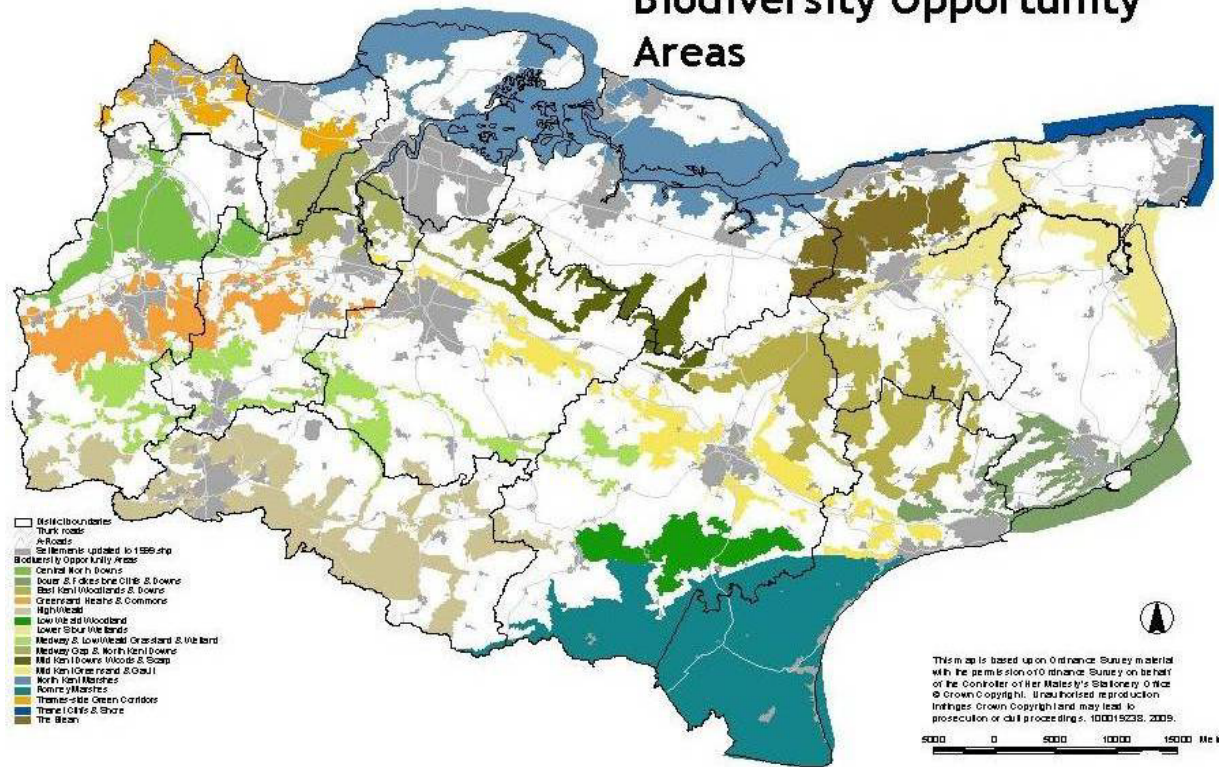 Biodiversity Opportunity
Areas
District boundaries
Trunk roads
A-Roads
Settlements updated to 1999.shp
Biodiversity Opportunity Areas
Central North Downs
Dover & Folkestone Cliffs & Downs
East Kent Woodlands & Downs
Greensand Heaths & Commons
High Weald
Low Weald Woodland
Lower Stour Wetlands
Medway & Low Weald Grassland & Wetland
Medway Gap & North Kent Downs
Mid Kent Downs Woods & Scarp
Mid Kent Greensand & Gault
North Kent Marshes
Romney Marshes
Thames-side Green Corridors
Thanet Cliffs & Shore
The Blean
This map is based upon Ordnance Survey material
with the permission of Ordnance Survey on behalf
of the Controller of Her Majesty's Stationery Office
© Crown Copyright. Unauthorised reproduction
infringes Crown Copyright and may lead to
prosecution or civil proceedings. 100019238. 2009.
5000 0 5000 10000 15000 Me